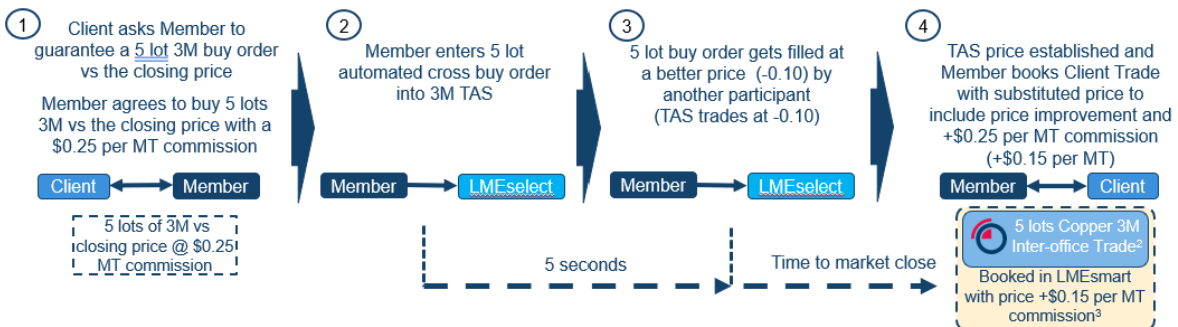 1
Client asks Member to
guarantee a 5 lot 3M buy order
vs the closing price
Member agrees to buy 5 lots
3M vs the closing price with a
$0.25 per MT commission
Client
Member
5 lots of 3M vs
closing price @ $0.25
MT commission
2
Member enters 5 lot
automated cross buy order
into 3M TAS
Member
LMEselect
3
5 lot buy order gets filled at
a better price (-0.10) by
another participant
(TAS trades at -0.10)
Member
LMEselect
5 seconds
Time to market close
4
TAS price established and
Member books Client Trade
with substituted price to
include price improvement and
+$0.25 per MT commission
(+$0.15 per MT)
Member
Client
5 lots Copper 3M
Inter-office Trade²
Booked in LMEsmart
with price +$0.15 per MT
commission³